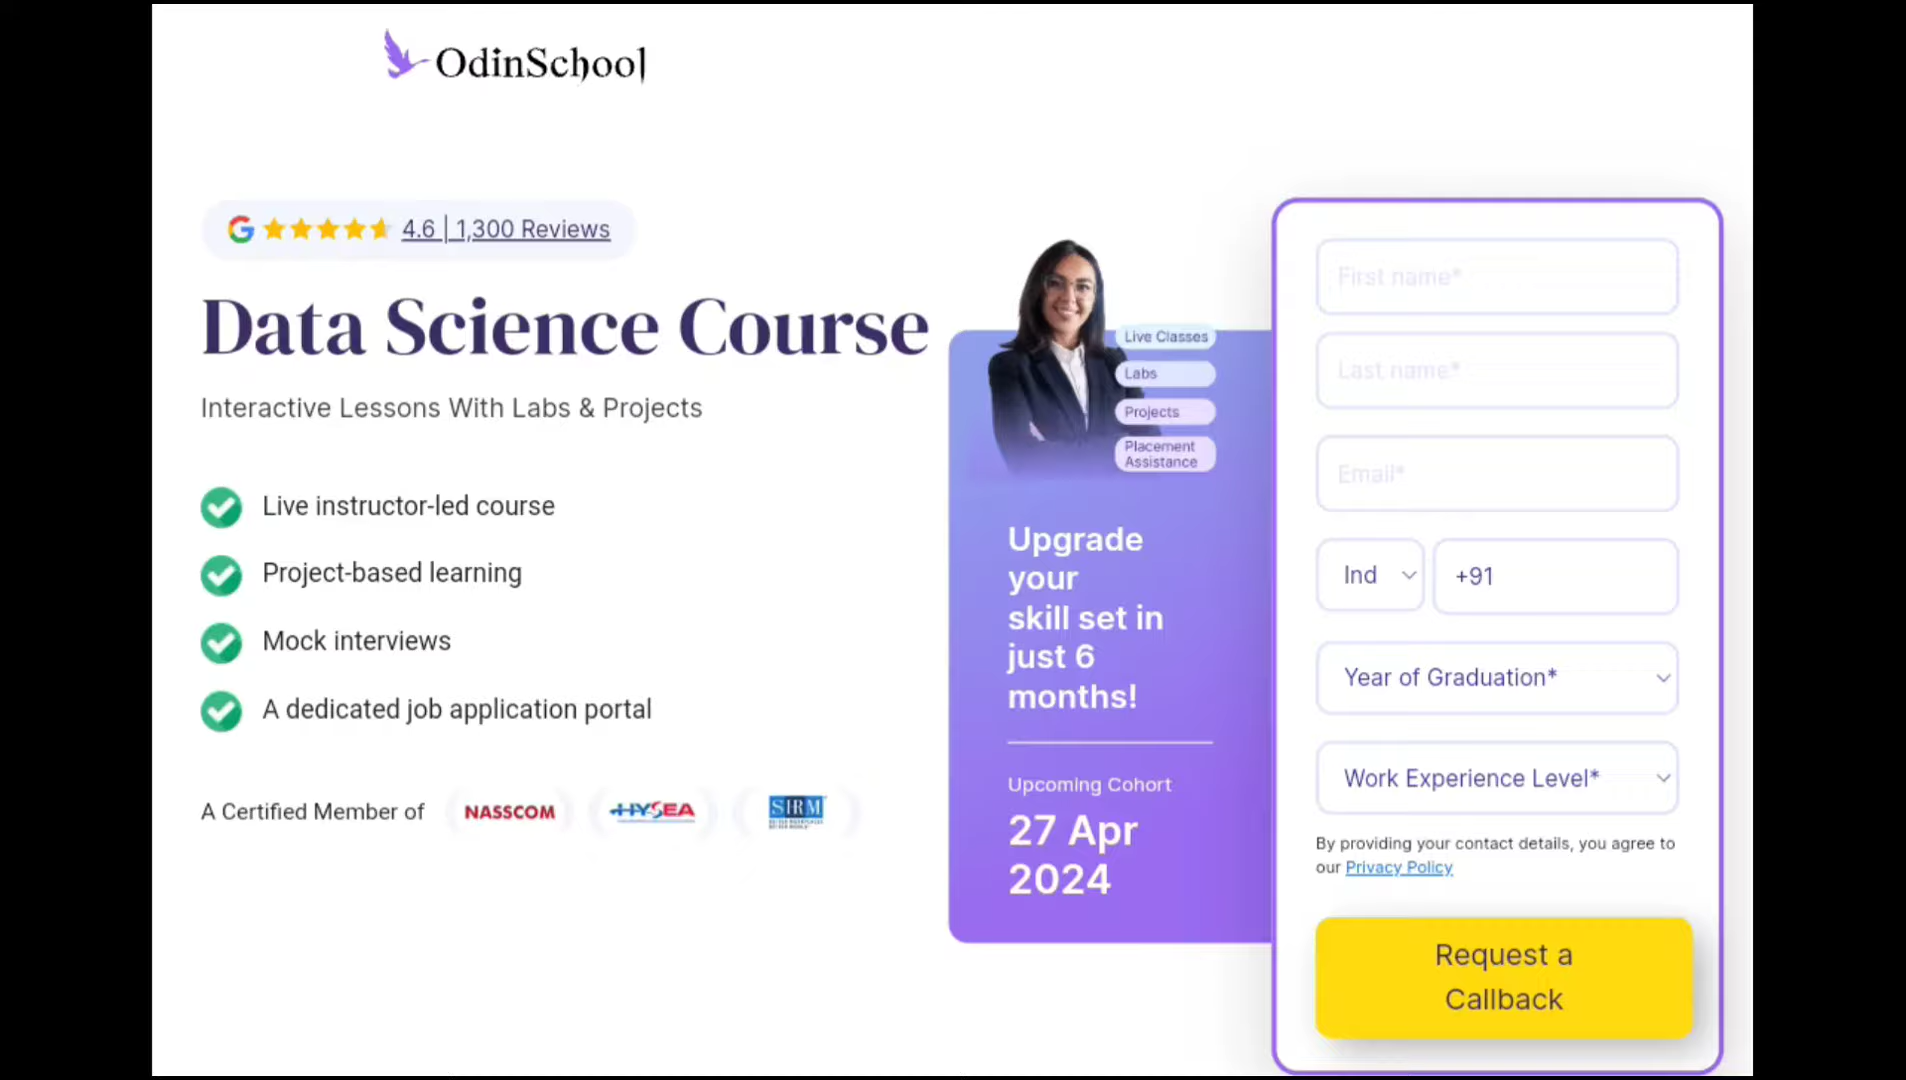 OdinSchool
4.6 | 1,300 Reviews
Data Science Course
Interactive Lessons With Labs & Projects
Live instructor-led course
Project-based learning
Mock interviews
A dedicated job application portal
A Certified Member of
NASSCOM
HYSEA
SHRM
Live Classes
Labs
Projects
Placement
Assistance
Upgrade
your
skill set in
just 6
months!
Upcoming Cohort
27 Apr
2024
First name*
Last name*
Email*
Ind
+91
Year of Graduation*
Work Experience Level*
By providing your contact details, you agree to
our Privacy Policy
Request a
Callback